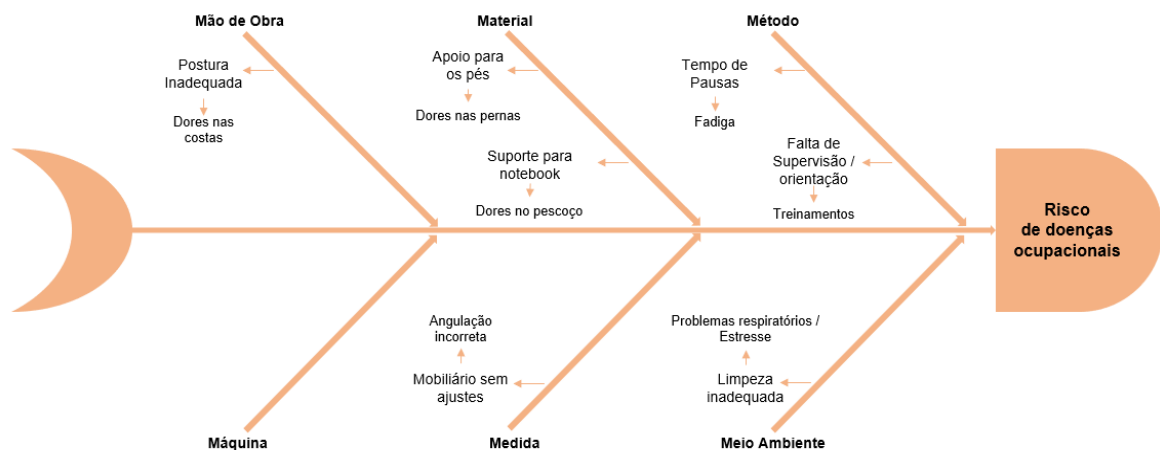 Mão de Obra
Material
Método
Postura
Inadequada
Dores nas
costas
Apoio para
os pés
Dores nas pernas
Suporte para
notebook
Dores no pescoço
Tempo de
Pausas
Fadiga
Falta de
Supervisão /
orientação
Treinamentos
Risco
de doenças
ocupacionais
Angulação
incorreta
Mobiliário sem
ajustes
Problemas respiratórios /
Estresse
Limpeza
inadequada
Máquina
Medida
Meio Ambiente